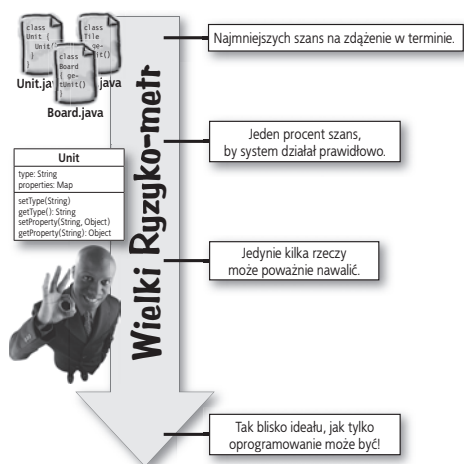 class
Unit {
Unit(
}
}
class
Tile
ge-
it()
class
Board
{ ge-
tUnit()
}
Unit.jav
java
Board.java
Najmniejszych szans na zdążenie w terminie.
Wielki Ryzyko-metr
Jeden procent szans,
by system działał prawidłowo.
Unit
type: String
properties: Map
setType(String)
getType(): String
setProperty(String, Object)
getProperty(String): Object
Jedynie kilka rzeczy
może poważnie nawalić.
Tak blisko ideału, jak tylko
oprogramowanie może być!